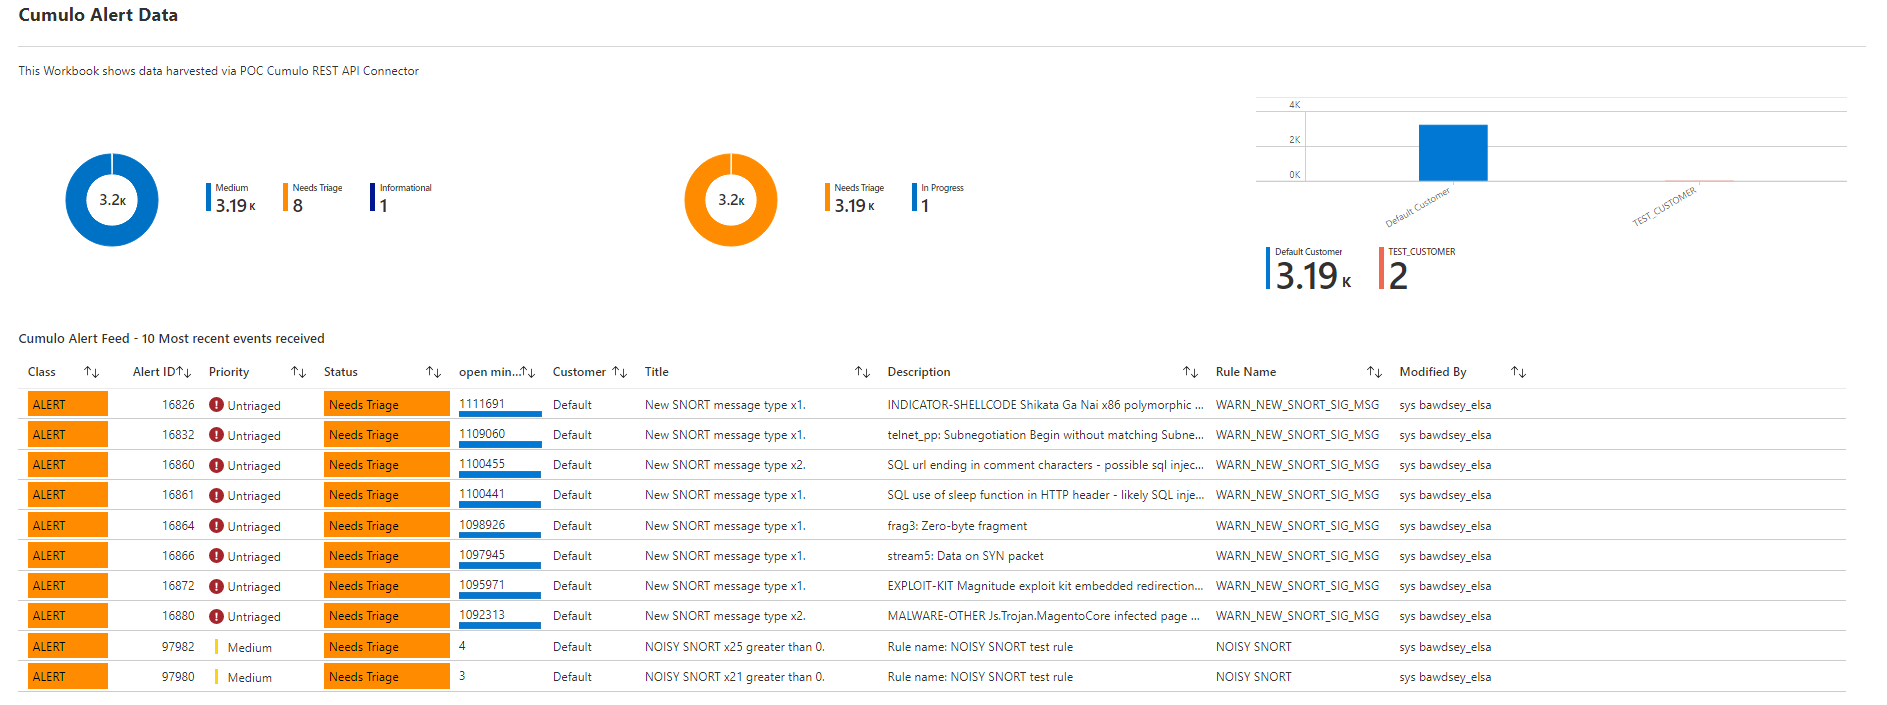 Cumulo Alert Data
This Workbook shows data harvested via POC Cumulo REST API Connector
3.2K
Medium
3.19 K
Needs Triage
8
Informational
1
3.2K
Needs Triage
3.19 K
In Progress
1
4K
2K
0K
Default Customer
TEST_CUSTOMER
Default Customer
3.19 K
TEST_CUSTOMER
2
Cumulo Alert Feed - 10 Most recent events received
Class Alert ID Priority Status open min... Customer Title Description Rule Name Modified By
ALERT 16826 Untriaged Needs Triage 1111691 Default New SNORT message type x1. INDICATOR-SHELLCODE Shikata Ga Nai x86 polymorphic ... WARN_NEW_SNORT_SIG_MSG sys bawdsey_elsa
ALERT 16832 Untriaged Needs Triage 1109060 Default New SNORT message type x1. telnet_pp: Subnegotiation Begin without matching Subne... WARN_NEW_SNORT_SIG_MSG sys bawdsey_elsa
ALERT 16860 Untriaged Needs Triage 1100455 Default New SNORT message type x2. SQL url ending in comment characters - possible sql injec... WARN_NEW_SNORT_SIG_MSG sys bawdsey_elsa
ALERT 16861 Untriaged Needs Triage 1100441 Default New SNORT message type x1. SQL use of sleep function in HTTP header - likely SQL inje... WARN_NEW_SNORT_SIG_MSG sys bawdsey_elsa
ALERT 16864 Untriaged Needs Triage 1098926 Default New SNORT message type x1. frag3: Zero-byte fragment WARN_NEW_SNORT_SIG_MSG sys bawdsey_elsa
ALERT 16866 Untriaged Needs Triage 1097945 Default New SNORT message type x1. stream5: Data on SYN packet WARN_NEW_SNORT_SIG_MSG sys bawdsey_elsa
ALERT 16872 Untriaged Needs Triage 1095971 Default New SNORT message type x1. EXPLOIT-KIT Magnitude exploit kit embedded redirection... WARN_NEW_SNORT_SIG_MSG sys bawdsey_elsa
ALERT 16880 Untriaged Needs Triage 1092313 Default New SNORT message type x2. MALWARE-OTHER Js.Trojan.MagentoCore infected page ... WARN_NEW_SNORT_SIG_MSG sys bawdsey_elsa
ALERT 97982 Medium Needs Triage 4 Default NOISY SNORT x25 greater than 0. Rule name: NOISY SNORT test rule NOISY SNORT sys bawdsey_elsa
ALERT 97980 Medium Needs Triage 3 Default NOISY SNORT x21 greater than 0. Rule name: NOISY SNORT test rule NOISY SNORT sys bawdsey_elsa